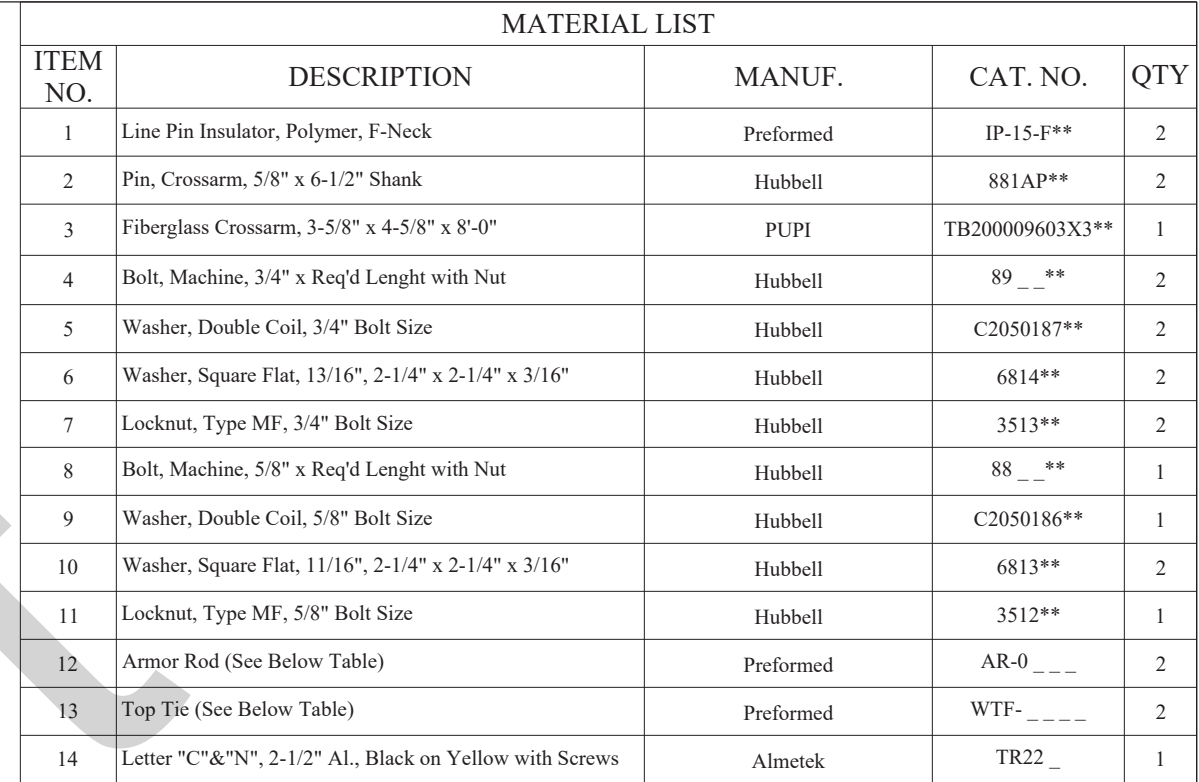 MATERIAL LIST
ITEM NO. DESCRIPTION MANUF. CAT. NO. QTY
1 Line Pin Insulator, Polymer, F-Neck Preformed IP-15-F** 2
2 Pin, Crossarm, 5/8" x 6-1/2" Shank Hubbell 881AP** 2
3 Fiberglass Crossarm, 3-5/8" x 4-5/8" x 8'-0" PUPI TB200009603X3** 1
4 Bolt, Machine, 3/4" x Req'd Lenght with Nut Hubbell 89 _ _** 2
5 Washer, Double Coil, 3/4" Bolt Size Hubbell C2050187** 2
6 Washer, Square Flat, 13/16", 2-1/4" x 2-1/4" x 3/16" Hubbell 6814** 2
7 Locknut, Type MF, 3/4" Bolt Size Hubbell 3513** 2
8 Bolt, Machine, 5/8" x Req'd Lenght with Nut Hubbell 88 _ _** 1
9 Washer, Double Coil, 5/8" Bolt Size Hubbell C2050186** 1
10 Washer, Square Flat, 11/16", 2-1/4" x 2-1/4" x 3/16" Hubbell 6813** 2
11 Locknut, Type MF, 5/8" Bolt Size Hubbell 3512** 1
12 Armor Rod (See Below Table) Preformed AR-0 _ _ _ 2
13 Top Tie (See Below Table) Preformed WTF- _ _ _ _ 2
14 Letter "C"&"N", 2-1/2" Al., Black on Yellow with Screws Almetek TR22 _ 1